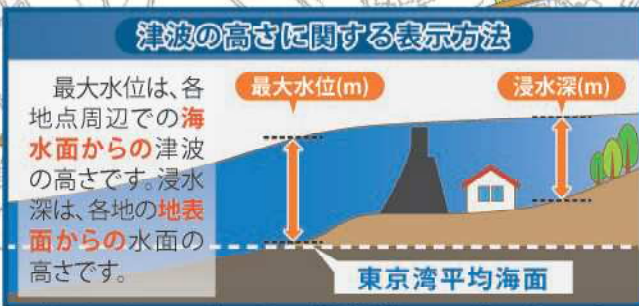 津波の高さに関する表示方法
最大水位は、各
地点周辺での海
水面からの津波
の高さです。浸水
深は、各地の地表
面からの水面の
高さです。
最大水位(m)
浸水深(m)
東京湾平均海面